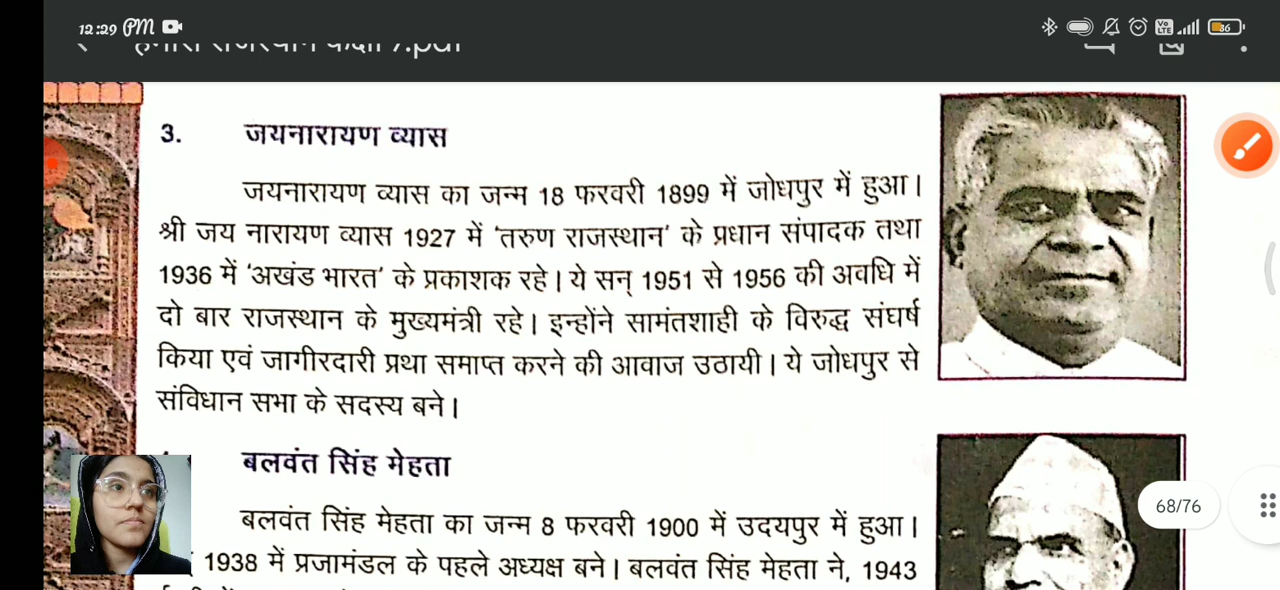 12:29 PM
36
3. जयनारायण व्यास
जयनारायण व्यास का जन्म 18 फरवरी 1899 में जोधपुर में हुआ।
श्री जय नारायण व्यास 1927 में ‘तरुण राजस्थान’ के प्रधान संपादक तथा
1936 में ‘अखंड भारत’ के प्रकाशक रहे। ये सन् 1951 से 1956 की अवधि में
दो बार राजस्थान के मुख्यमंत्री रहे। इन्होंने सामंतशाही के विरुद्ध संघर्ष
किया एवं जागीरदारी प्रथा समाप्त करने की आवाज उठायी। ये जोधपुर से
संविधान सभा के सदस्य बने।
बलवंत सिंह मेहता
बलवंत सिंह मेहता का जन्म 8 फरवरी 1900 में उदयपुर में हुआ।
1938 में प्रजामंडल के पहले अध्यक्ष बने। बलवंत सिंह मेहता ने, 1943
68/76